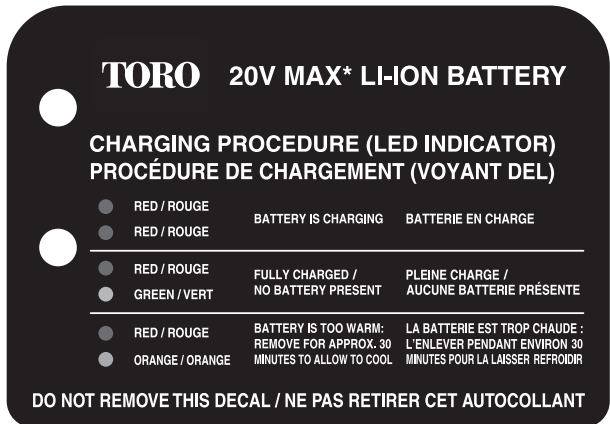 TORO 20V MAX* LI-ION BATTERY
CHARGING PROCEDURE (LED INDICATOR)
PROCÉDURE DE CHARGEMENT (VOYANT DEL)
RED / ROUGE
RED / ROUGE
BATTERY IS CHARGING
BATTERIE EN CHARGE
RED / ROUGE
GREEN / VERT
FULLY CHARGED /
NO BATTERY PRESENT
PLEINE CHARGE /
AUCUNE BATTERIE PRÉSENTE
RED / ROUGE
ORANGE / ORANGE
BATTERY IS TOO WARM:
REMOVE FOR APPROX. 30
MINUTES TO ALLOW TO COOL
LA BATTERIE EST TROP CHAUDE :
L'ENLEVER PENDANT ENVIRON 30
MINUTES POUR LA LAISSER REFROIDIR
DO NOT REMOVE THIS DECAL / NE PAS RETIRER CET AUTOCOLLANT